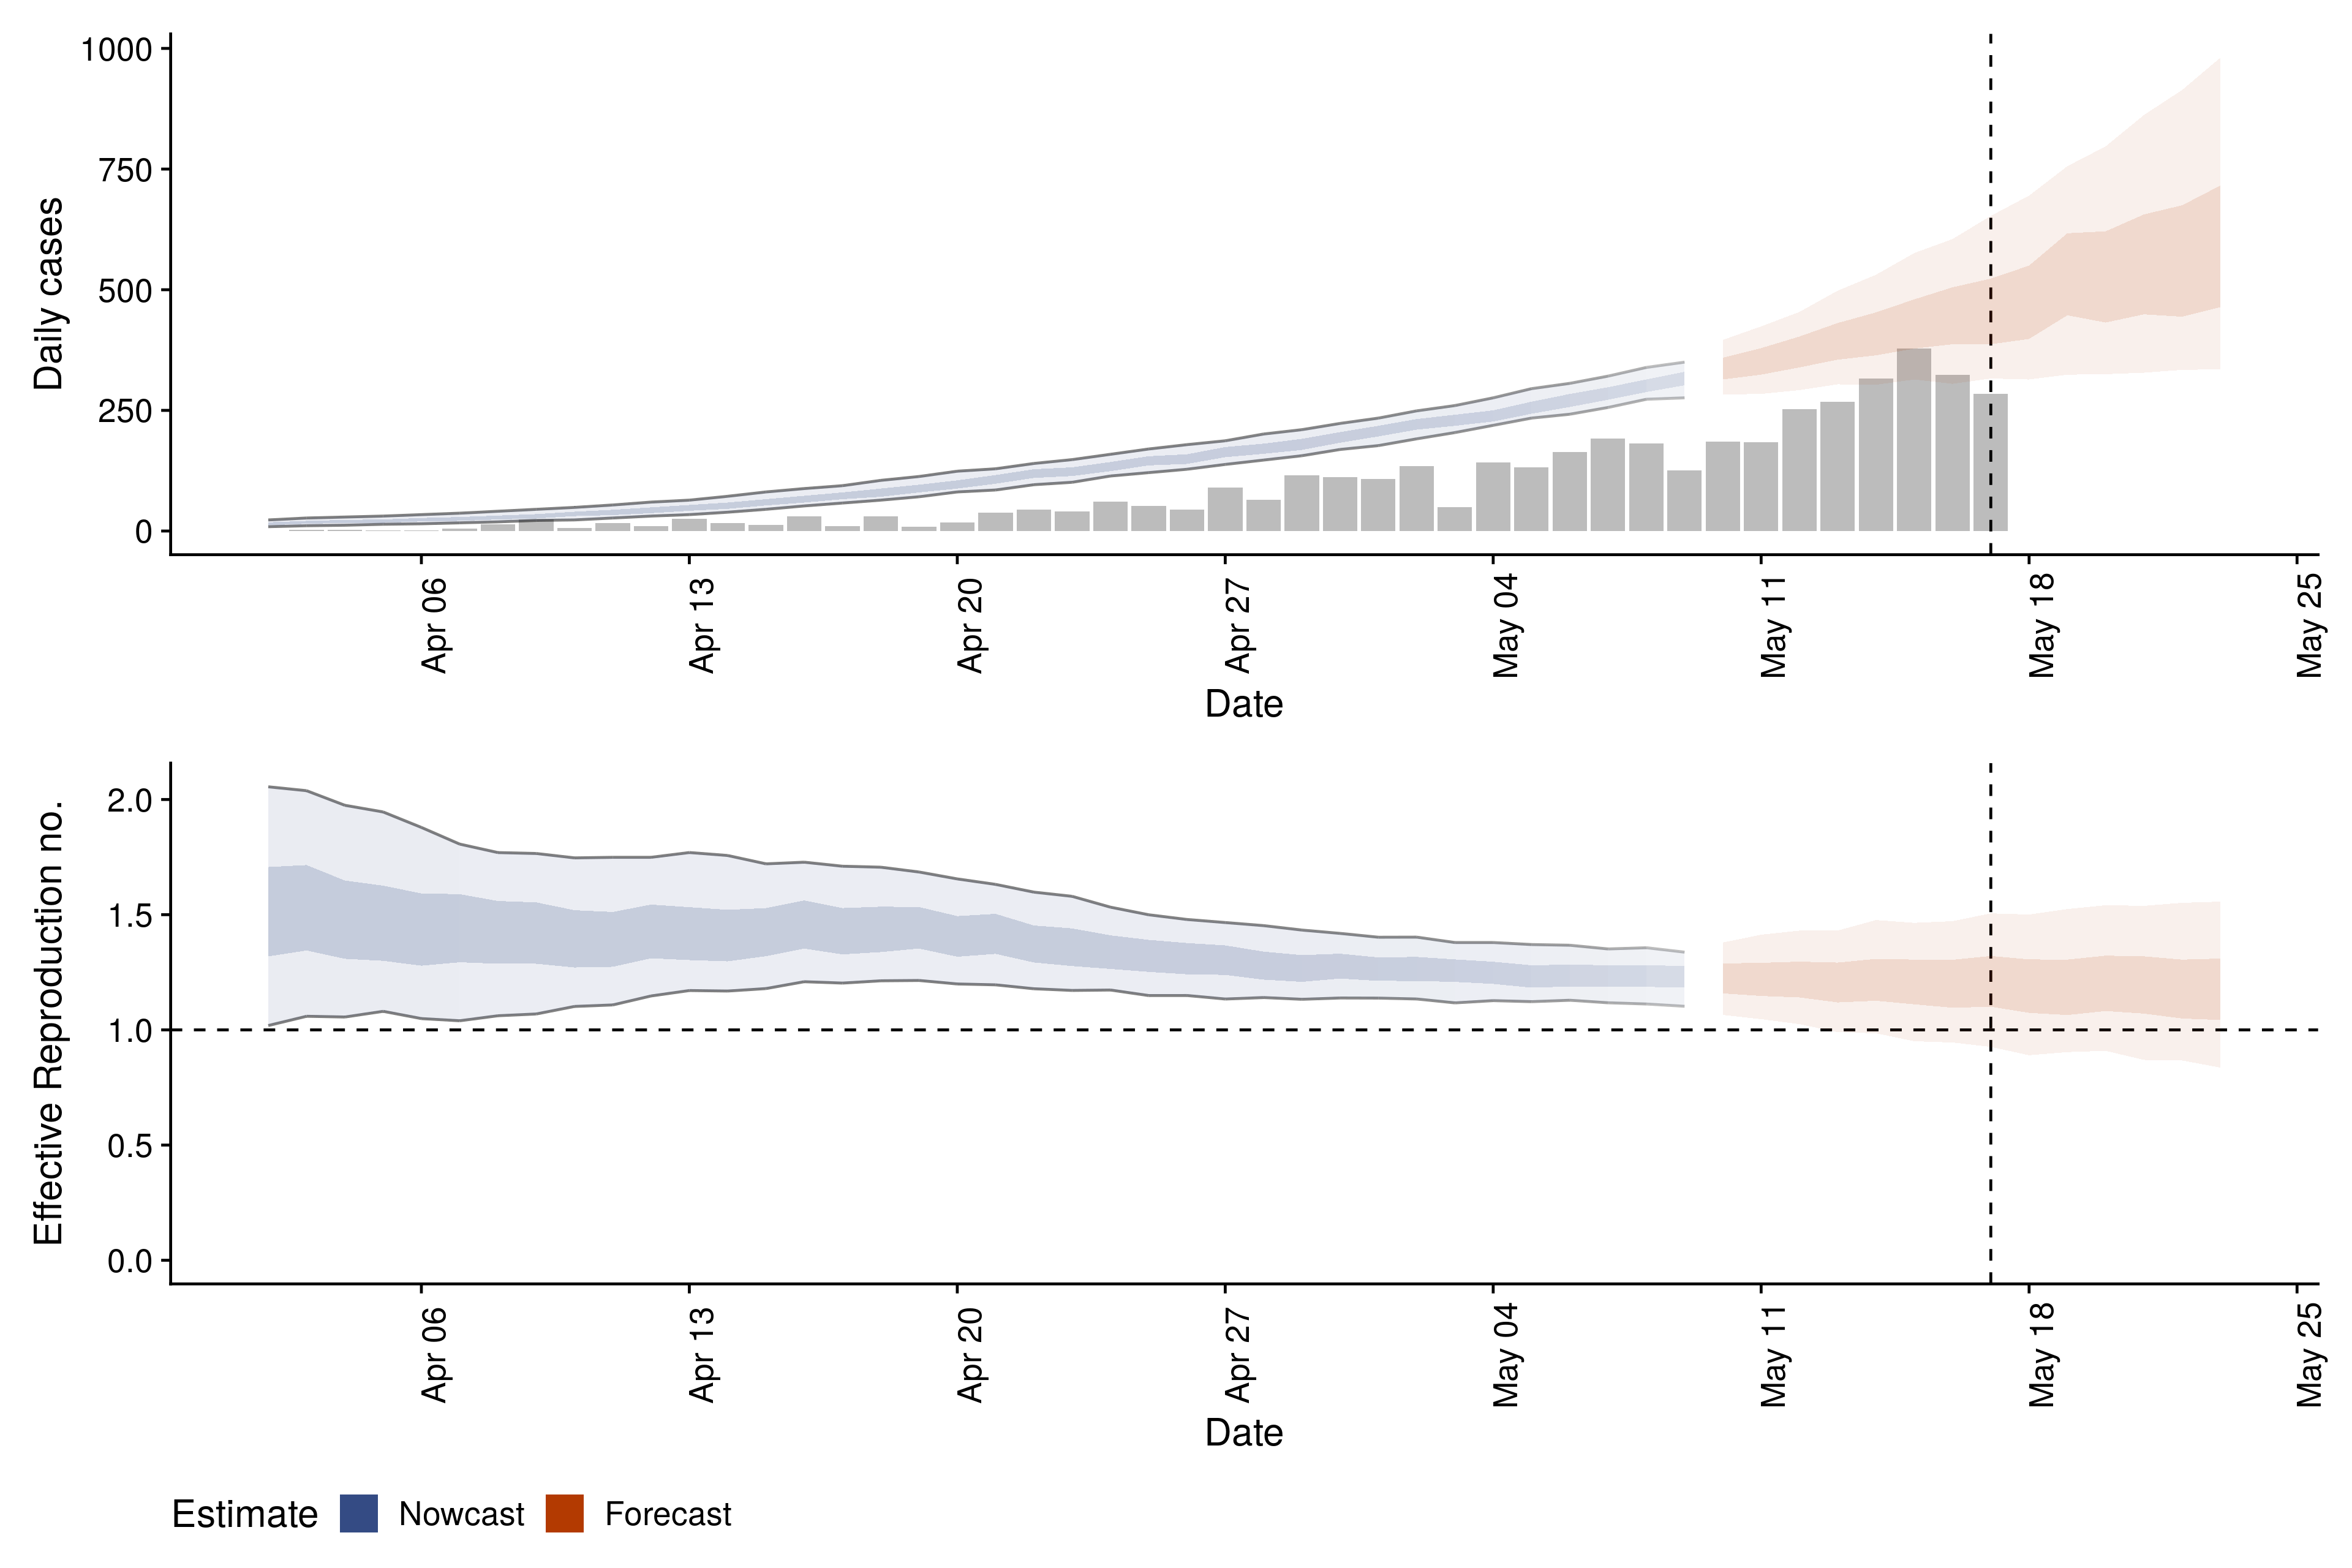 1000
750
500
250
0
Daily cases
Apr 06
Apr 13
Apr 20
Apr 27
May 04
May 11
May 18
May 25
Date
2.0
1.5
1.0
0.5
0.0
Effective Reproduction no.
Apr 06
Apr 13
Apr 20
Apr 27
May 04
May 11
May 18
May 25
Date
Estimate Nowcast Forecast